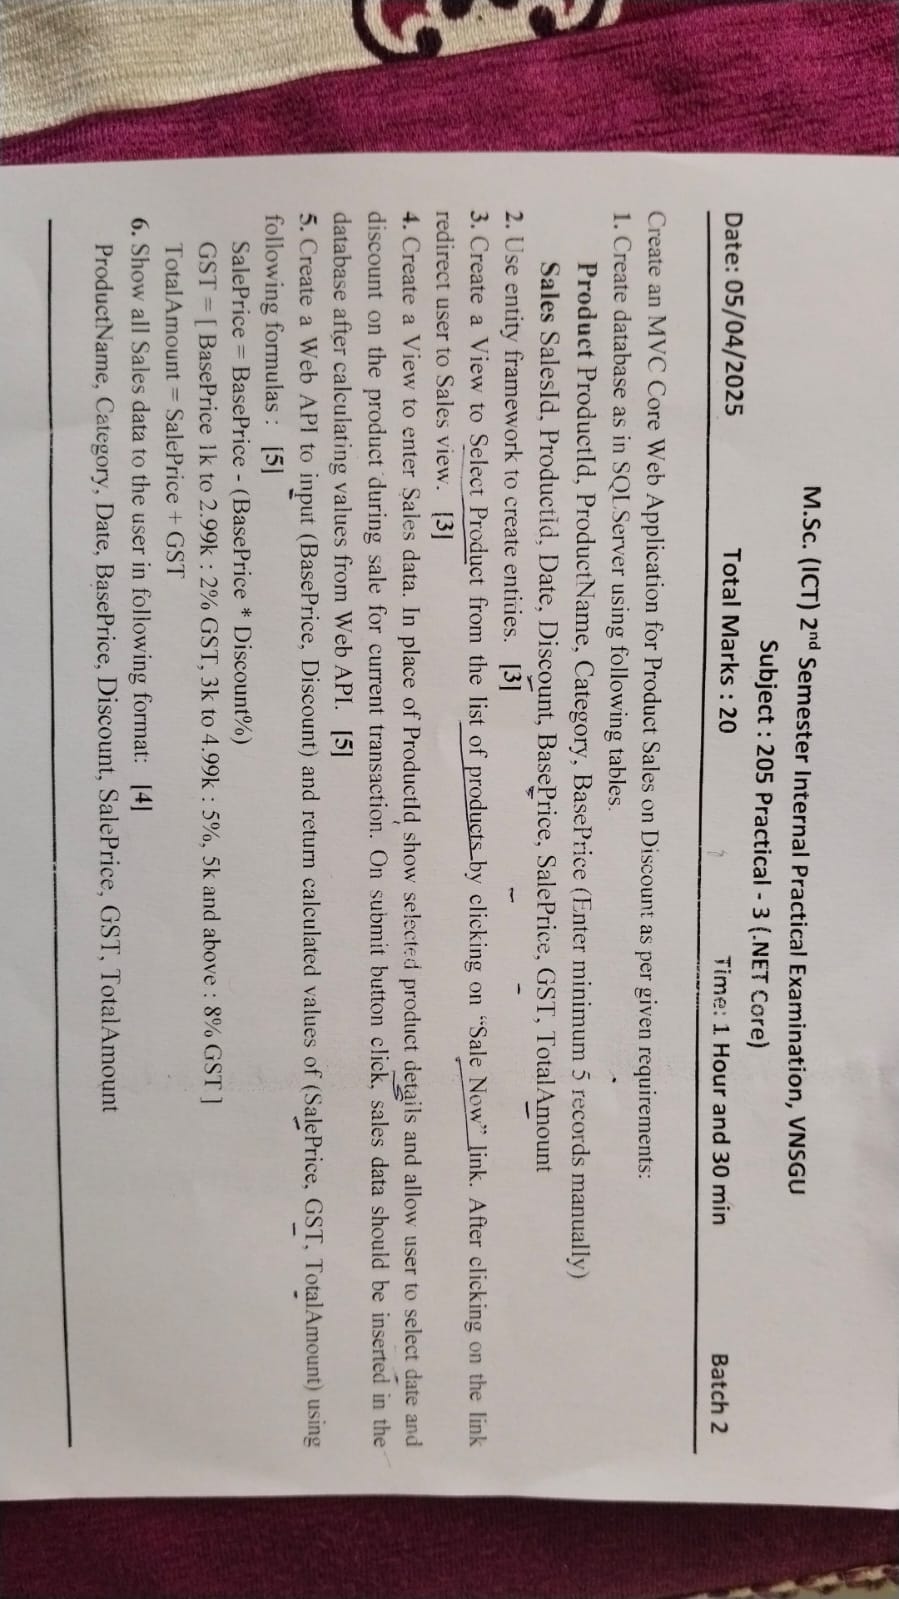 M.Sc. (ICT) 2nd Semester Internal Practical Examination, VNSGU
Subject : 205 Practical - 3 (.NET Core)
Date: 05/04/2025 Total Marks : 20 Time: 1 Hour and 30 min Batch 2
Create an MVC Core Web Application for Product Sales on Discount as per given requirements:
1. Create database as in SQLServer using following tables.
Product ProductId, ProductName, Category, BasePrice (Enter minimum 5 records manually)
Sales SalesId, ProductId, Date, Discount, BasePrice, SalePrice, GST, TotalAmount
2. Use entity framework to create entities. [3]
3. Create a View to Select Product from the list of products by clicking on "Sale Now" link. After clicking on the link
redirect user to Sales view. [3]
4. Create a View to enter Sales data. In place of ProductId show selected product details and allow user to select date and
discount on the product during sale for current transaction. On submit button click, sales data should be inserted in the
database after calculating values from Web API. [5]
5. Create a Web API to input (BasePrice, Discount) and return calculated values of (SalePrice, GST, TotalAmount) using
following formulas : [5]
SalePrice = BasePrice - (BasePrice * Discount%)
GST = [ BasePrice 1k to 2.99k : 2% GST, 3k to 4.99k : 5%, 5k and above : 8% GST ]
TotalAmount = SalePrice + GST
6. Show all Sales data to the user in following format: [4]
ProductName, Category, Date, BasePrice, Discount, SalePrice, GST, TotalAmount